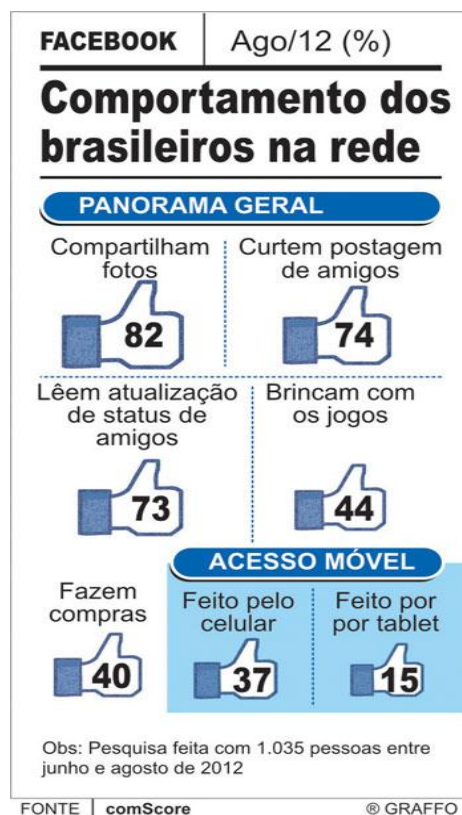 FACEBOOK Ago/12 (%)
Comportamento dos
brasileiros na rede
PANORAMA GERAL
Compartilham
fotos
82
Curtem postagem
de amigos
74
Lêem atualização
de status de
amigos
73
Brincam com
os jogos
44
Fazem
compras
40
ACESSO MÓVEL
Feito pelo
celular
37
Feito por
por tablet
15
Obs: Pesquisa feita com 1.035 pessoas entre
junho e agosto de 2012
FONTE comScore ® GRAFFO